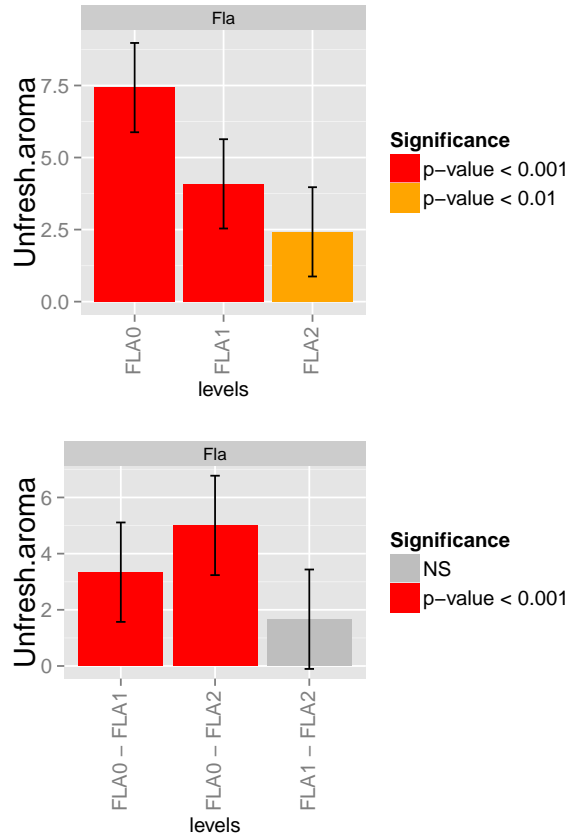 Fla
Unfresh.aroma
7.5
5.0
2.5
0.0
FLA0
FLA1
FLA2
levels
Significance
p−value < 0.001
p−value < 0.01
Fla
Unfresh.aroma
6
4
2
0
FLA0 − FLA1
FLA0 − FLA2
FLA1 − FLA2
levels
Significance
NS
p−value < 0.001